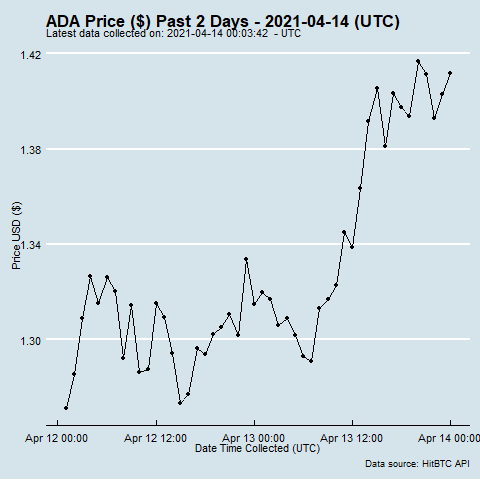 ADA Price ($) Past 2 Days - 2021-04-14 (UTC)
Latest data collected on: 2021-04-14 00:03:42 - UTC
1.42
1.38
1.34
1.30
Price USD ($)
Apr 12 00:00 Apr 12 12:00 Apr 13 00:00 Apr 13 12:00 Apr 14 00:00
Date Time Collected (UTC)
Data source: HitBTC API